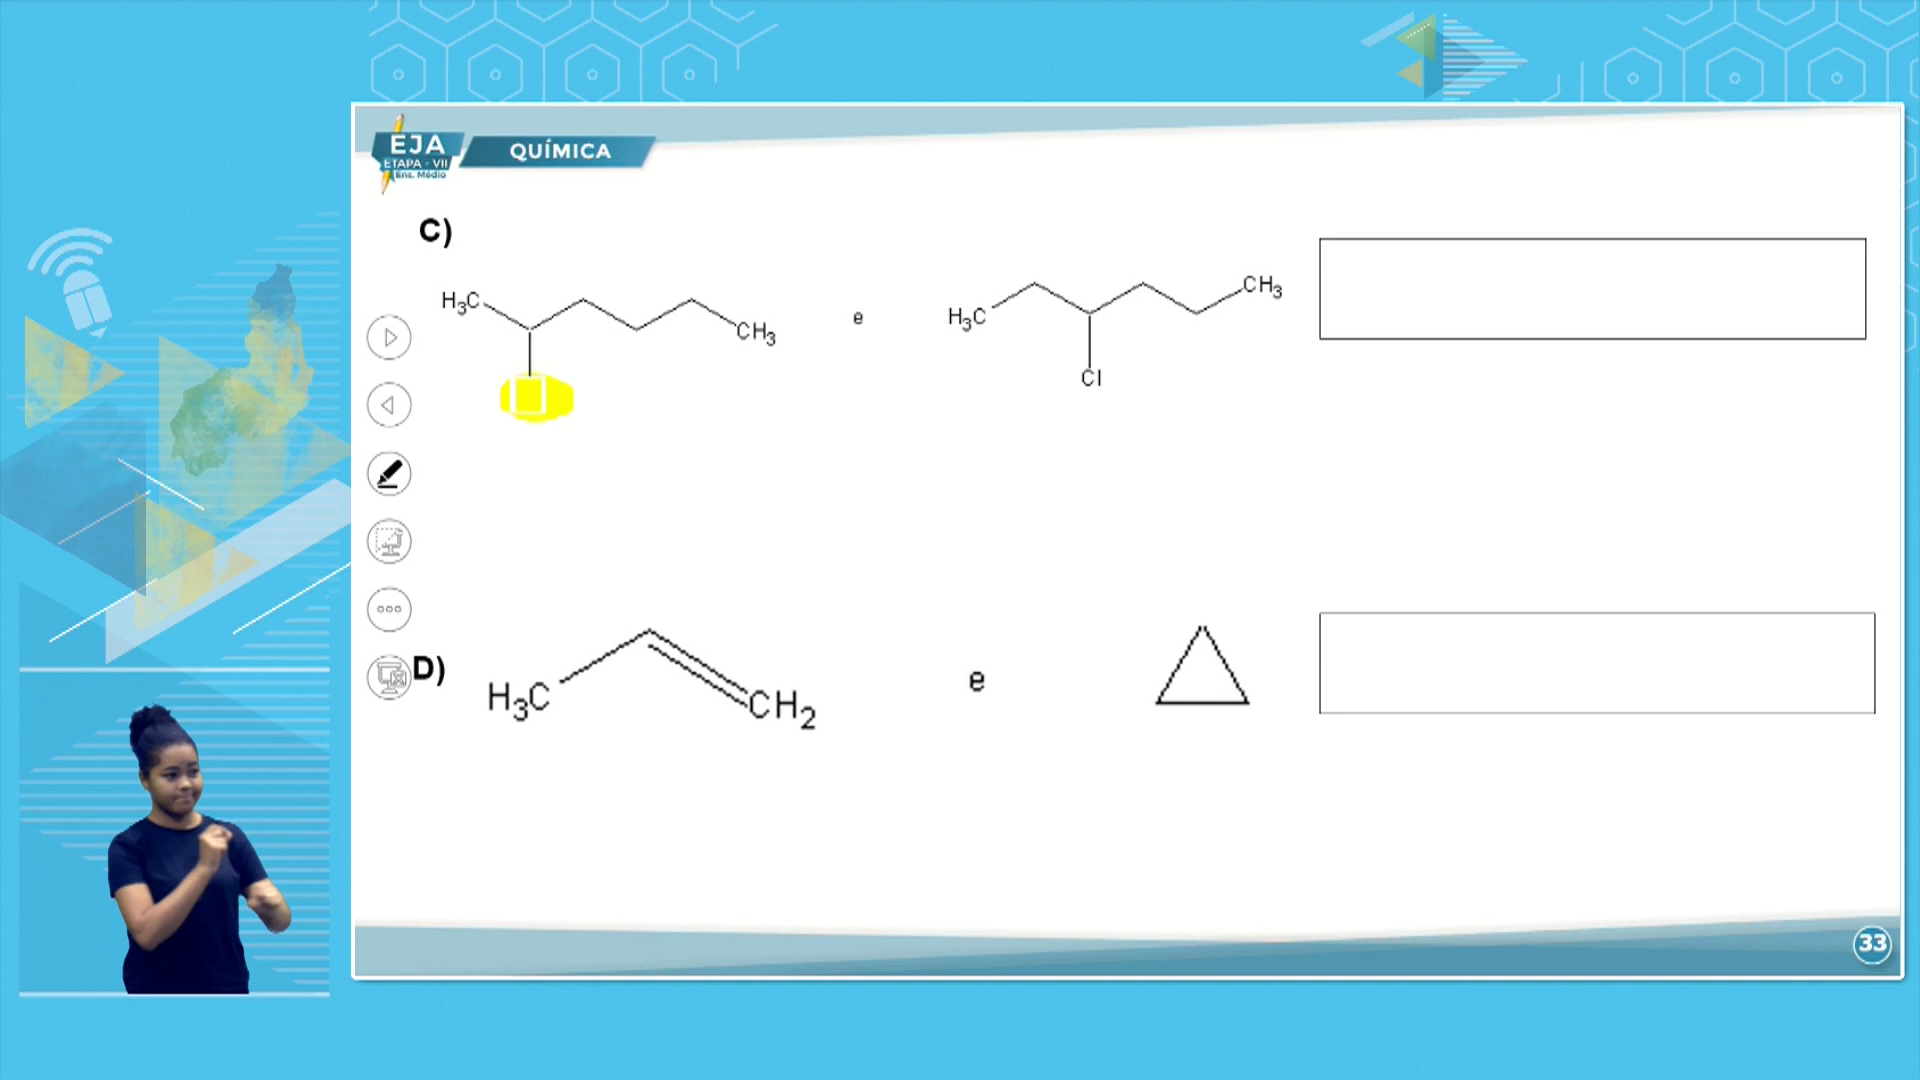 EJA
ETAPA - VII
Ens. Médio
QUÍMICA
C)
H₃C
CH₃
e
H₃C
CH₃
Cl
D)
H₃C
CH₂
e
33